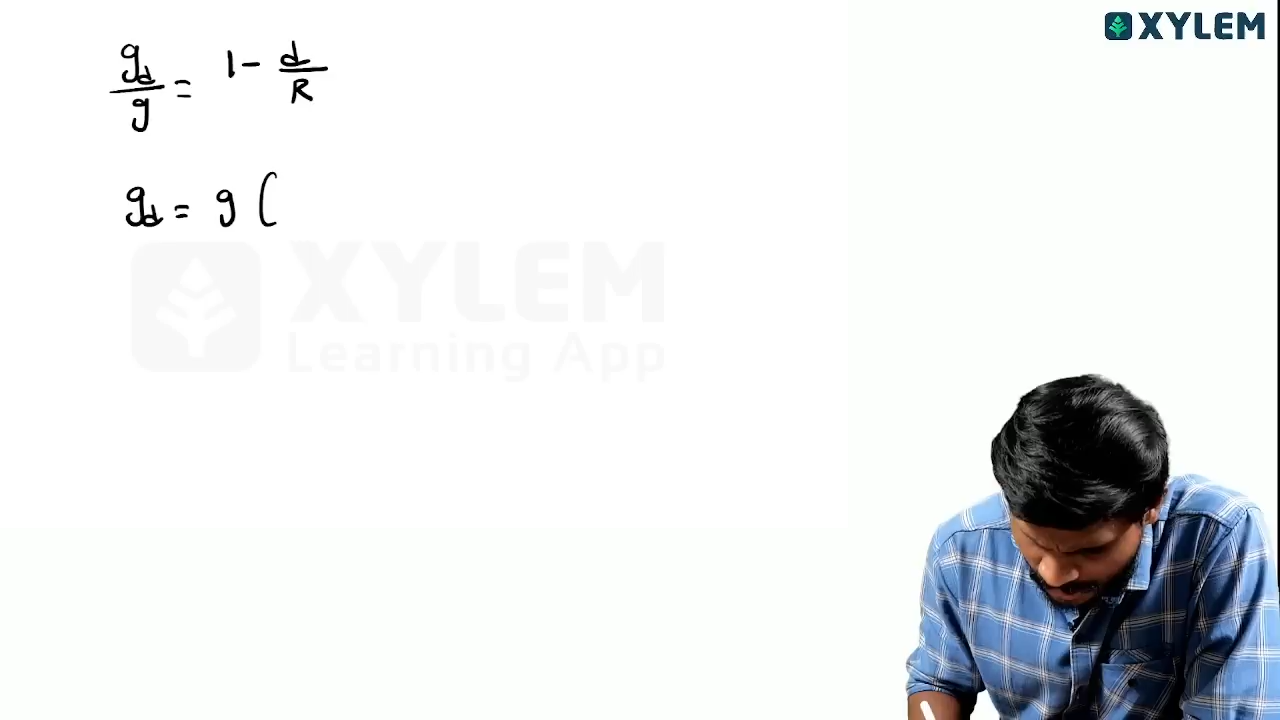 XYLEM
g_d/g = 1 - d/R
g_d = g (
XYLEM
Learning App